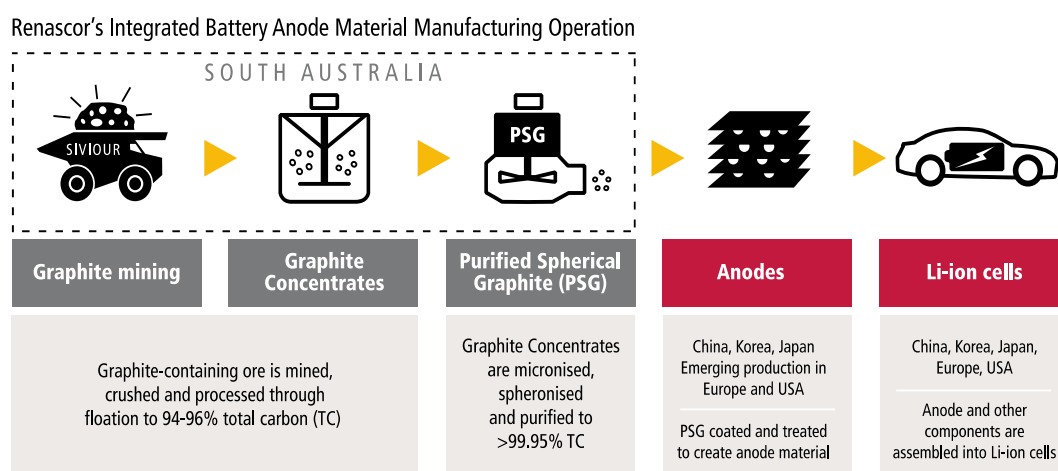 Renascor's Integrated Battery Anode Material Manufacturing Operation
SOUTH AUSTRALIA
SIVIOUR
PSG
Graphite mining
Graphite
Concentrates
Purified Spherical
Graphite (PSG)
Anodes
Li-ion cells
Graphite-containing ore is mined,
crushed and processed through
floation to 94-96% total carbon (TC)
Graphite Concentrates
are micronised,
spheronised
and purified to
>99.95% TC
China, Korea, Japan
Emerging production in
Europe and USA
PSG coated and treated
to create anode material
China, Korea, Japan,
Europe, USA
Anode and other
components are
assembled into Li-ion cells